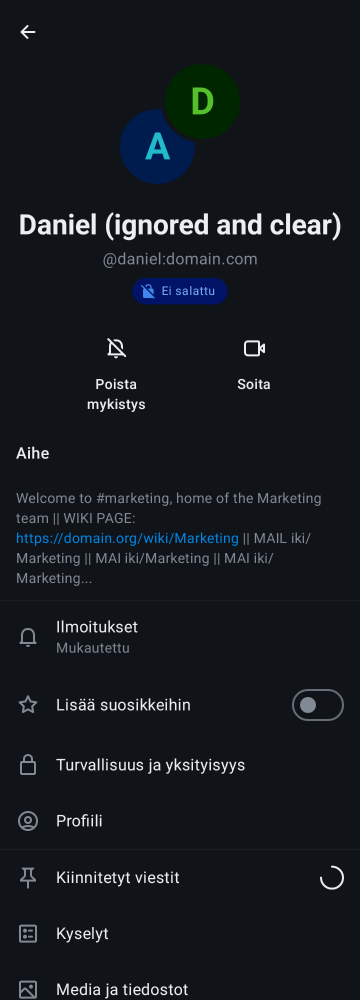 D
A
Daniel (ignored and clear)
@daniel:domain.com
Ei salattu
Poista
mykistys
Soita
Aihe
Welcome to #marketing, home of the Marketing
team || WIKI PAGE:
https://domain.org/wiki/Marketing || MAIL iki/
Marketing || MAI iki/Marketing || MAI iki/
Marketing...
Ilmoitukset
Mukautettu
Lisää suosikkeihin
Turvallisuus ja yksityisyys
Profiili
Kiinnitetyt viestit
Kyselyt
Media ja tiedostot